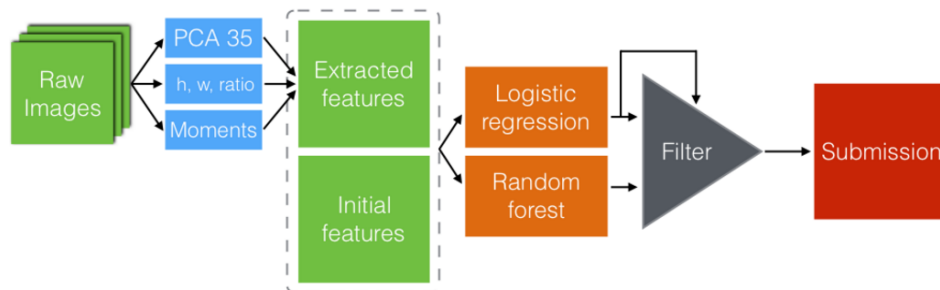 Raw
Images
PCA 35
h, w, ratio
Moments
Extracted
features
Initial
features
Logistic
regression
Random
forest
Filter
Submission